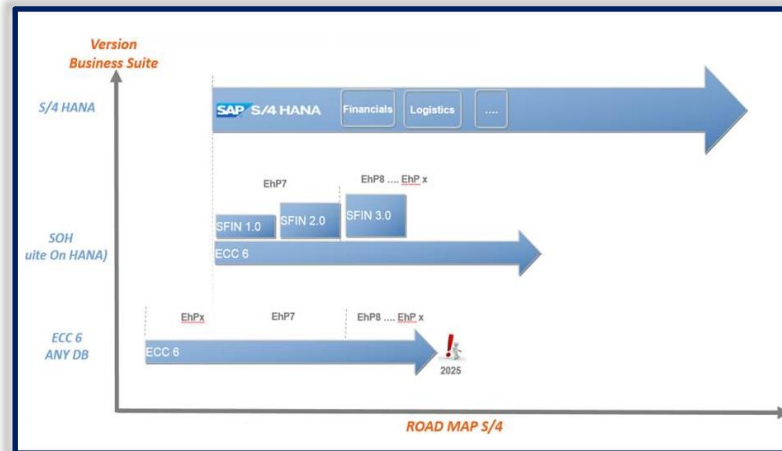 Version
Business Suite
S/4 HANA
SAP S/4 HANA
Financials
Logistics
....
EhP7
EhP8 .... EhP x
SFIN 1.0
SFIN 2.0
SFIN 3.0
SOH
uite On HANA)
ECC 6
EhPx
EhP7
EhP8 .... EhP x
ECC 6
ANY DB
ECC 6
2025
ROAD MAP S/4